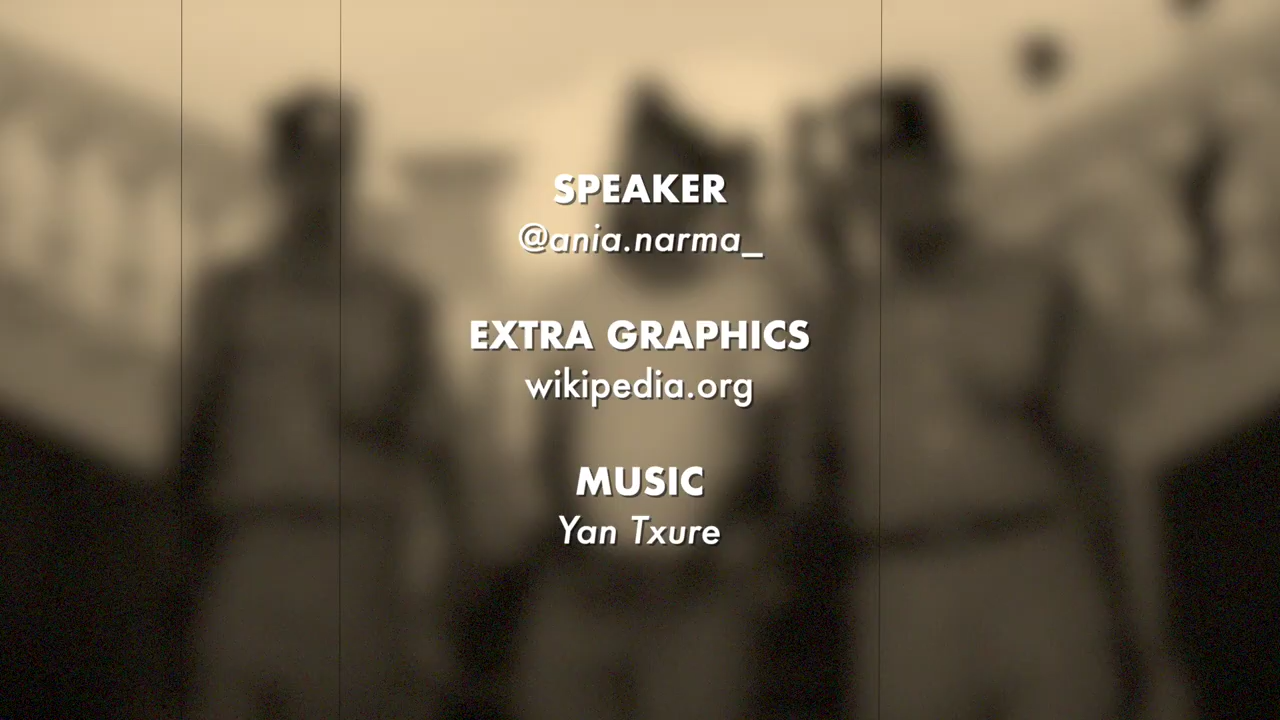 SPEAKER
@ania.narma_
EXTRA GRAPHICS
wikipedia.org
MUSIC
Yan Txure